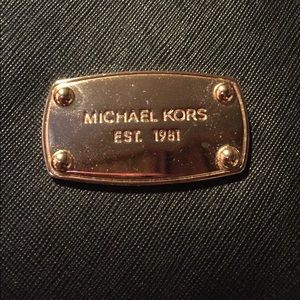 MICHAEL KORS
EST. 1981